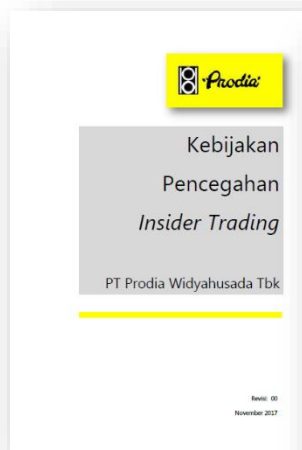 Prodia
Kebijakan
Pencegahan
Insider Trading
PT Prodia Widyahusada Tbk
Revisi 00
November 2017